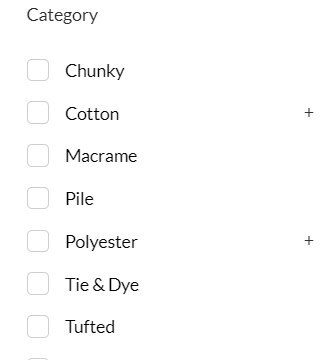 Category
Chunky
Cotton +
Macrame
Pile
Polyester +
Tie & Dye
Tufted